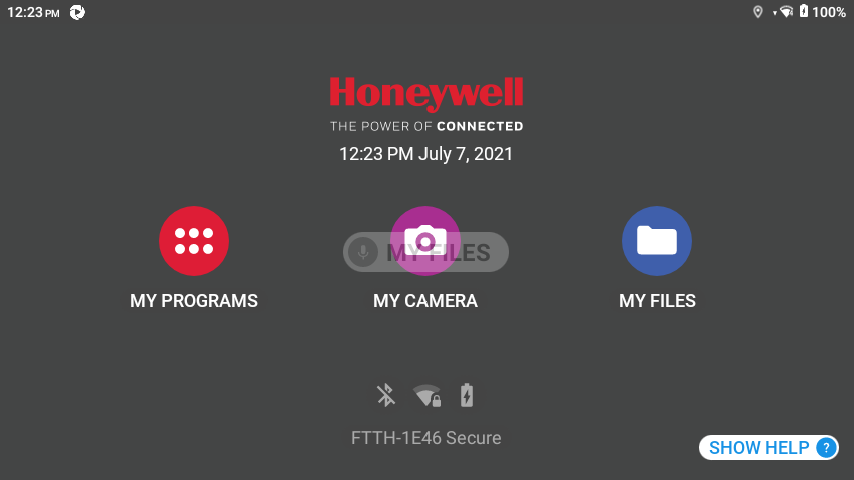 12:23 PM 100%
Honeywell
THE POWER OF CONNECTED
12:23 PM July 7, 2021
MY FILES
MY PROGRAMS MY CAMERA MY FILES
FTTH-1E46 Secure
SHOW HELP ?